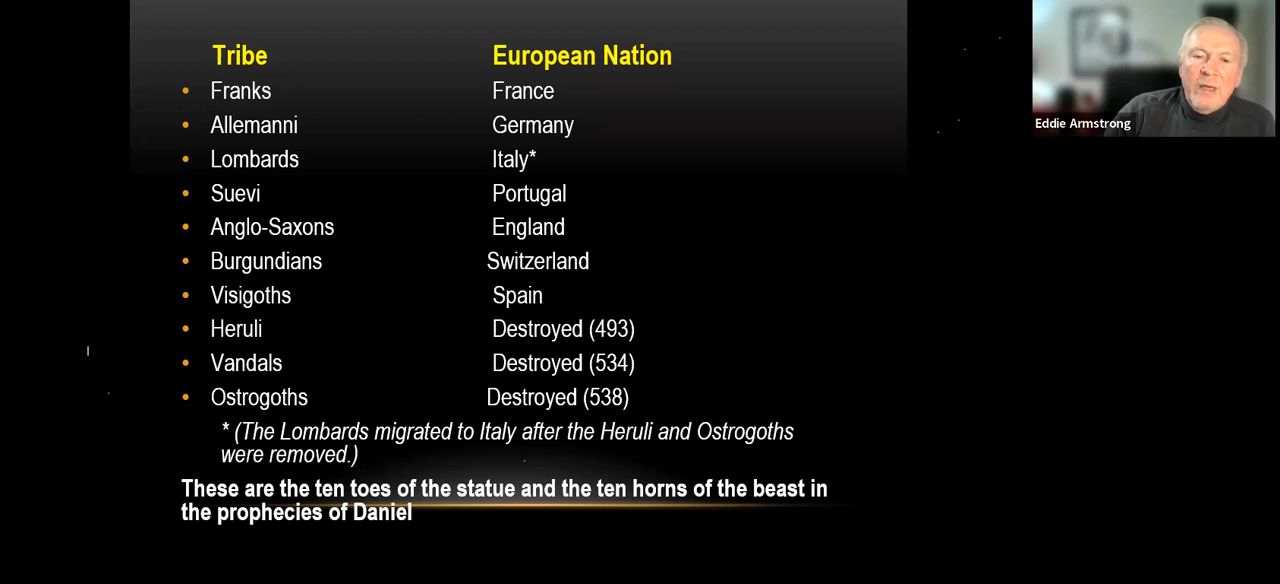 Tribe European Nation
• Franks France
• Allemanni Germany
• Lombards Italy*
• Suevi Portugal
• Anglo-Saxons England
• Burgundians Switzerland
• Visigoths Spain
• Heruli Destroyed (493)
• Vandals Destroyed (534)
• Ostrogoths Destroyed (538)
* (The Lombards migrated to Italy after the Heruli and Ostrogoths
were removed.)
These are the ten toes of the statue and the ten horns of the beast in
the prophecies of Daniel
Eddie Armstrong